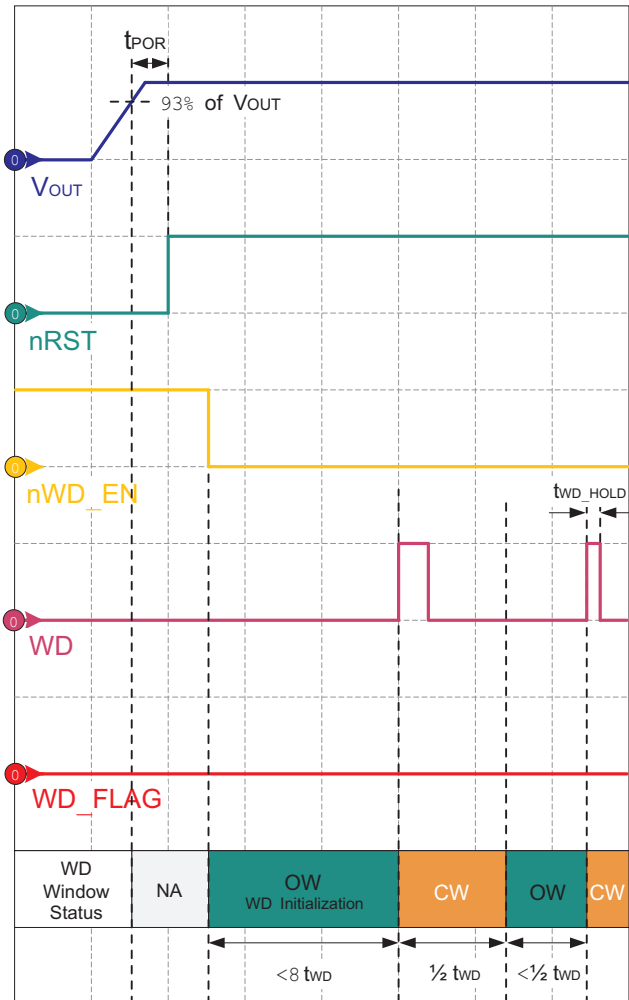 tPOR
93% of VOUT
0
VOUT
0
nRST
0
nWD_EN
tWD_HOLD
0
WD
0
WD_FLAG
WD
Window
Status
NA
OW
WD Initialization
CW
OW
CW
<8 tWD
½ tWD
<½ tWD